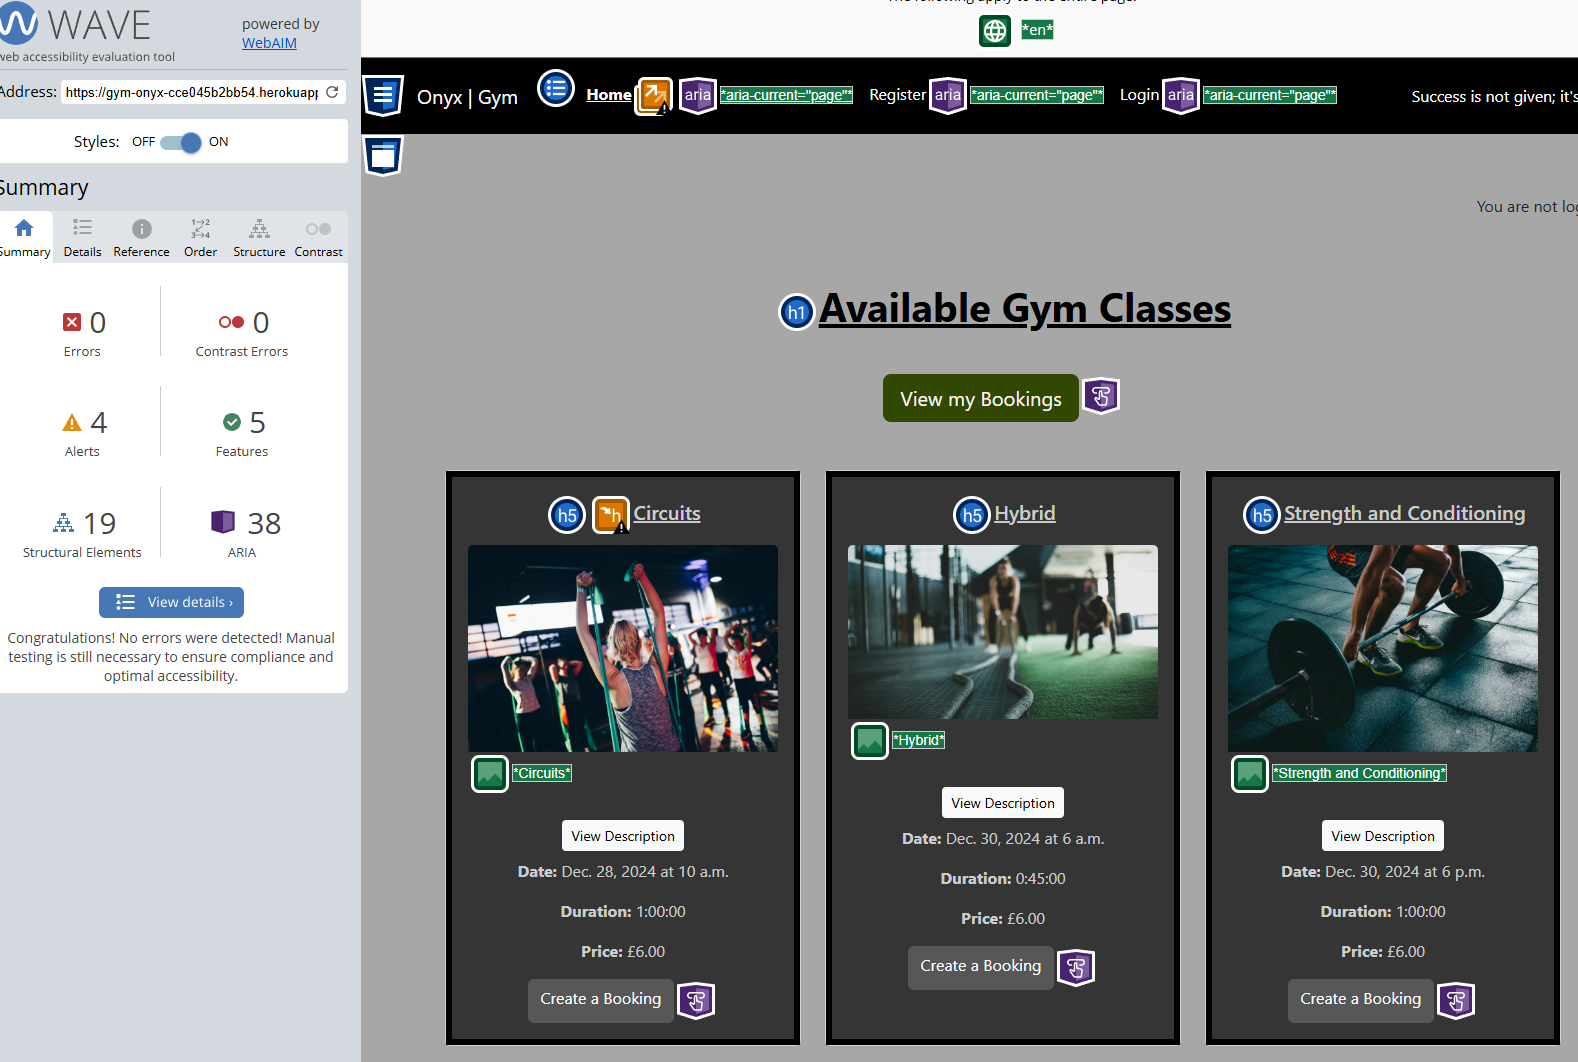 The following apply to the entire page:
*en*
WAVE
powered by
WebAIM
web accessibility evaluation tool
Address: https://gym-onyx-cce045b2bb54.herokuapp
Styles: OFF ON
Summary
Summary Details Reference Order Structure Contrast
0 Errors
0 Contrast Errors
4 Alerts
5 Features
19 Structural Elements
38 ARIA
View details ›
Congratulations! No errors were detected! Manual
testing is still necessary to ensure compliance and
optimal accessibility.
Onyx | Gym Home aria *aria-current="page"* Register aria *aria-current="page"* Login aria *aria-current="page"* Success is not given; it's
You are not log
h1 Available Gym Classes
View my Bookings
h5 h Circuits
*Circuits*
View Description
Date: Dec. 28, 2024 at 10 a.m.
Duration: 1:00:00
Price: £6.00
Create a Booking
h5 Hybrid
*Hybrid*
View Description
Date: Dec. 30, 2024 at 6 a.m.
Duration: 0:45:00
Price: £6.00
Create a Booking
h5 Strength and Conditioning
*Strength and Conditioning*
View Description
Date: Dec. 30, 2024 at 6 p.m.
Duration: 1:00:00
Price: £6.00
Create a Booking